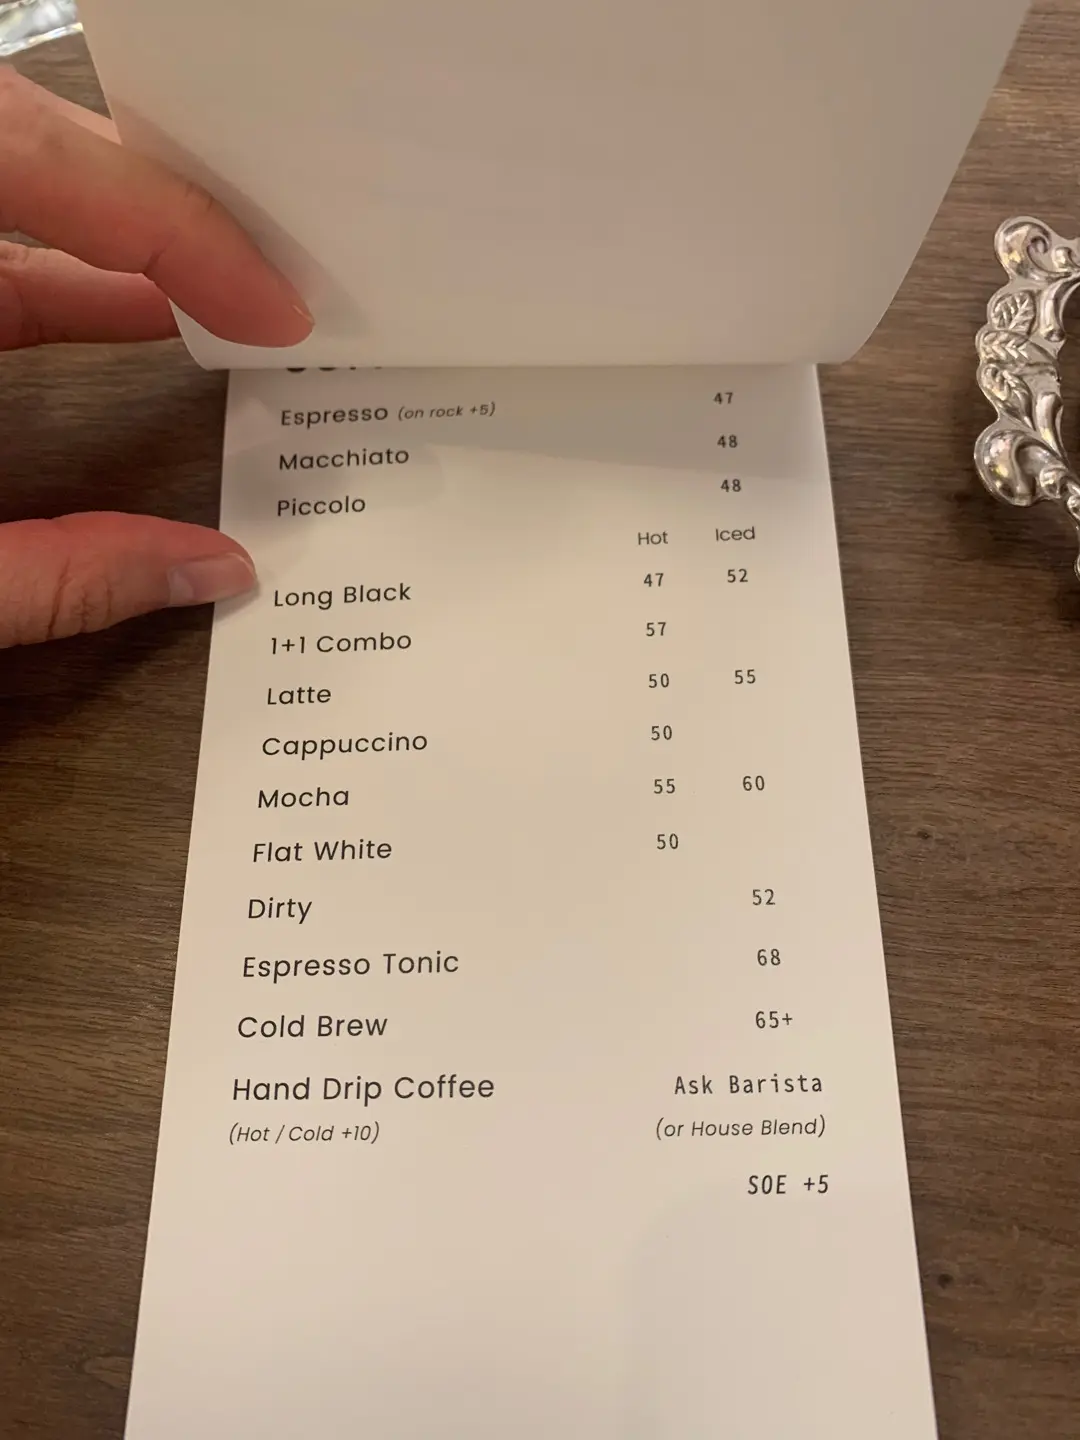 Espresso (on rock +5) 47
Macchiato 48
Piccolo 48
Hot Iced
Long Black 47 52
1+1 Combo 57
Latte 50 55
Cappuccino 50
Mocha 55 60
Flat White 50
Dirty 52
Espresso Tonic 68
Cold Brew 65+
Hand Drip Coffee Ask Barista
(Hot / Cold +10) (or House Blend)
SOE +5